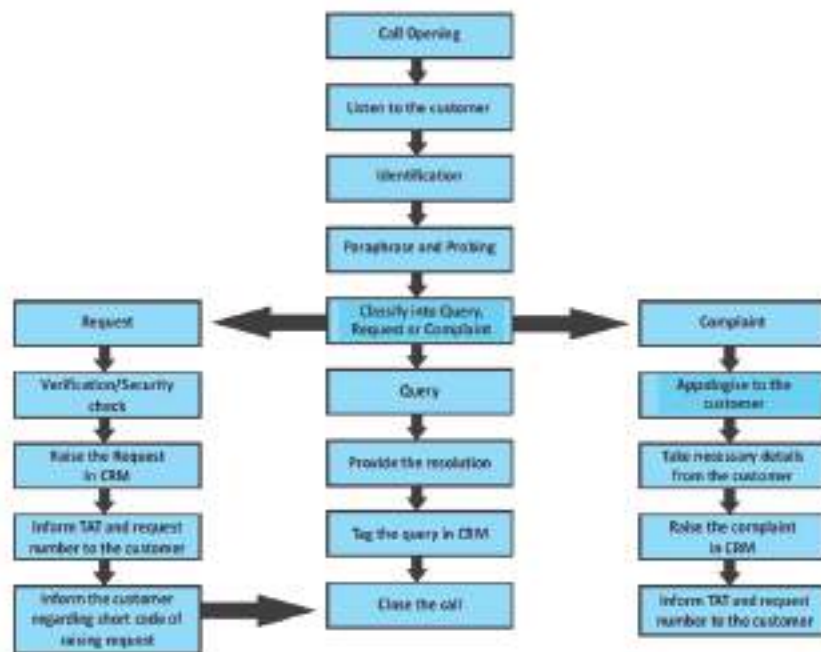 Call Opening
Listen to the customer
Identification
Paraphrase and Probing
Classify into Query,
Request or Complaint
Request
Verification/Security
check
Raise the Request
in CRM
Inform TAT and request
number to the customer
Inform the customer
regarding short code of
raising request
Query
Provide the resolution
Tag the query in CRM
Close the call
Complaint
Appologise to the
customer
Take necessary details
from the customer
Raise the complaint
in CRM
Inform TAT and request
number to the customer